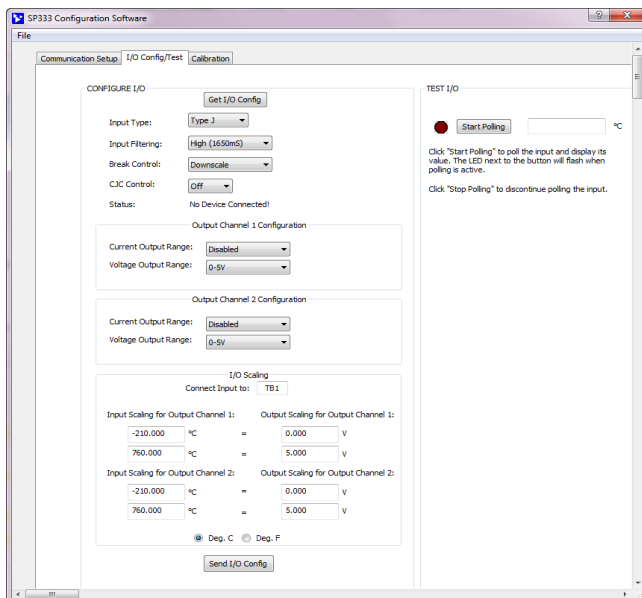 SP333 Configuration Software
File
Communication Setup I/O Config/Test Calibration
CONFIGURE I/O
Get I/O Config
Input Type: Type J
Input Filtering: High (1650mS)
Break Control: Downscale
CJC Control: Off
Status: No Device Connected!
Output Channel 1 Configuration
Current Output Range: Disabled
Voltage Output Range: 0-5V
Output Channel 2 Configuration
Current Output Range: Disabled
Voltage Output Range: 0-5V
I/O Scaling
Connect Input to: TB1
Input Scaling for Output Channel 1: Output Scaling for Output Channel 1:
-210.000 °C = 0.000 V
760.000 °C = 5.000 V
Input Scaling for Output Channel 2: Output Scaling for Output Channel 2:
-210.000 °C = 0.000 V
760.000 °C = 5.000 V
Deg. C Deg. F
Send I/O Config
TEST I/O
Start Polling °C
Click "Start Polling" to poll the input and display its
value. The LED next to the button will flash when
polling is active.
Click "Stop Polling" to discontinue polling the input.